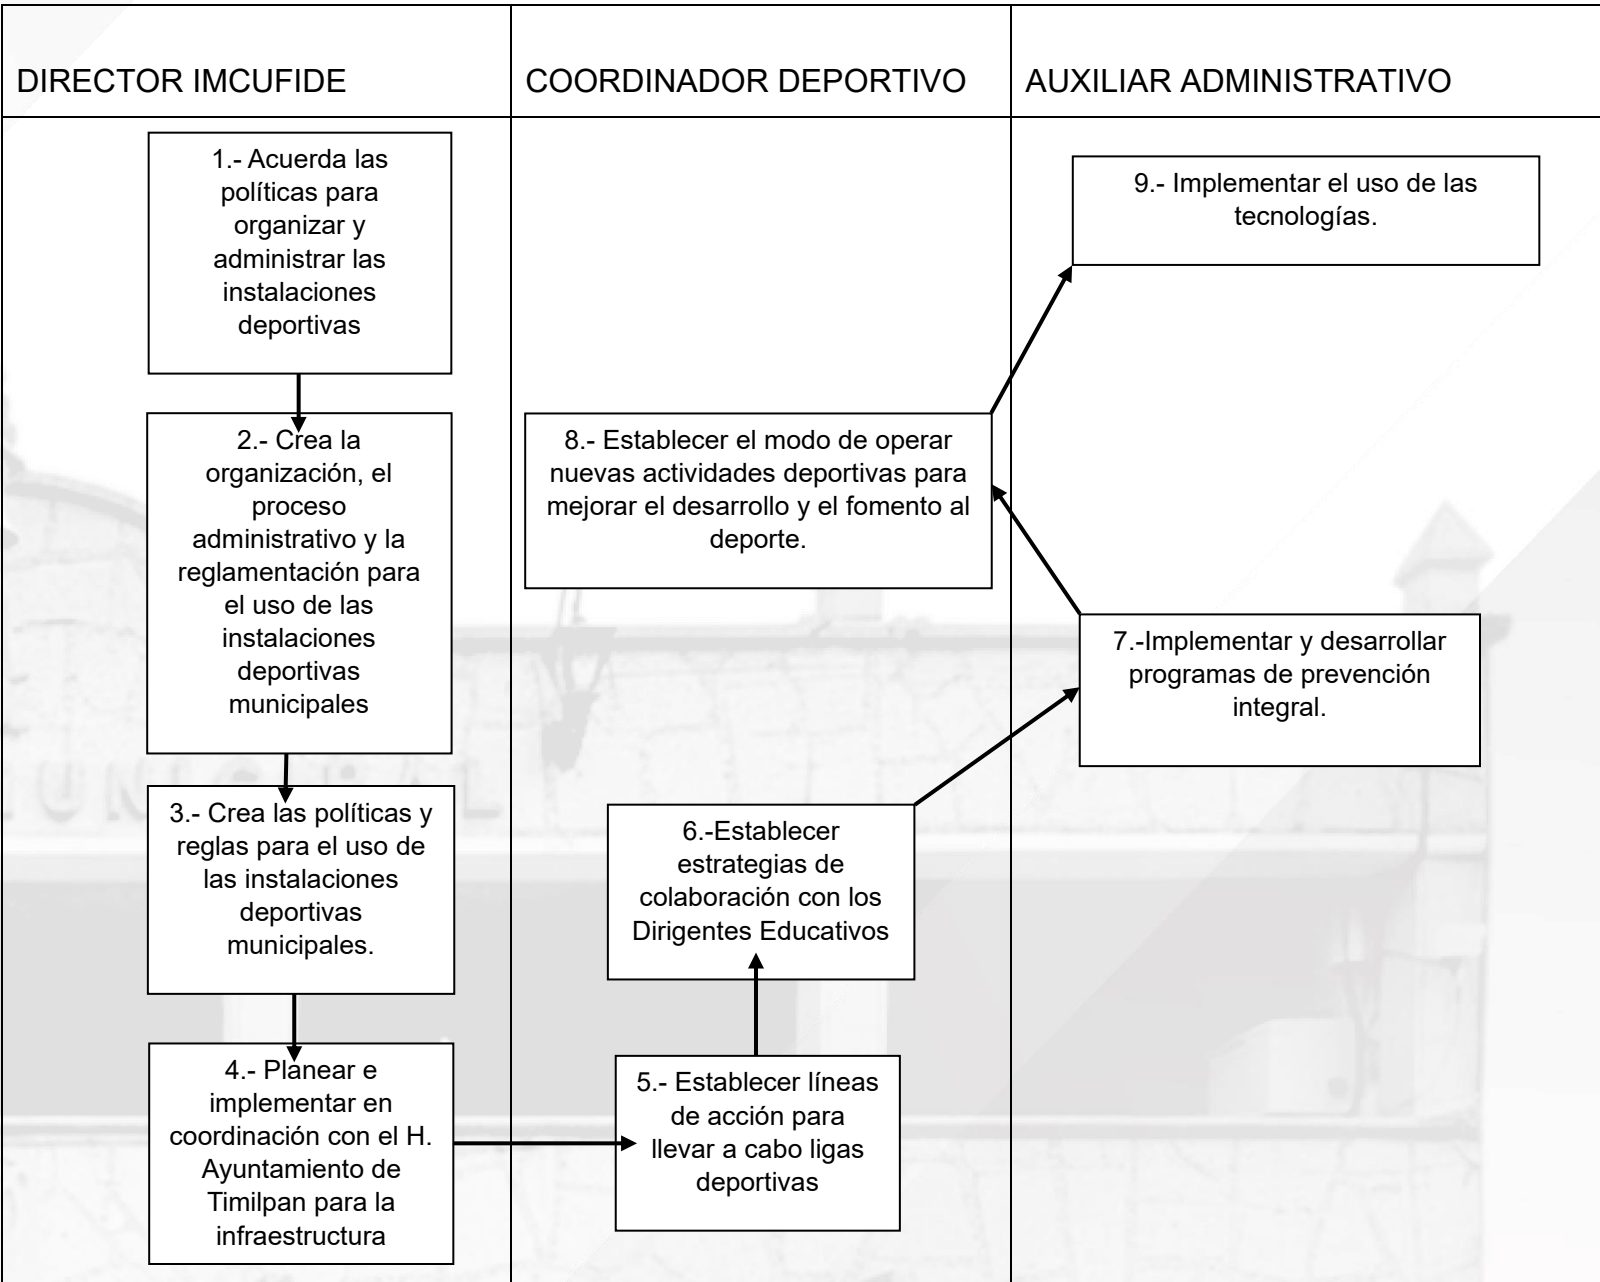 DIRECTOR IMCUFIDE
COORDINADOR DEPORTIVO
AUXILIAR ADMINISTRATIVO
1.- Acuerda las
políticas para
organizar y
administrar las
instalaciones
deportivas
2.- Crea la
organización, el
proceso
administrativo y la
reglamentación para
el uso de las
instalaciones
deportivas
municipales
3.- Crea las políticas y
reglas para el uso de
las instalaciones
deportivas
municipales.
4.- Planear e
implementar en
coordinación con el H.
Ayuntamiento de
Timilpan para la
infraestructura
5.- Establecer líneas
de acción para
llevar a cabo ligas
deportivas
6.-Establecer
estrategias de
colaboración con los
Dirigentes Educativos
7.-Implementar y desarrollar
programas de prevención
integral.
8.- Establecer el modo de operar
nuevas actividades deportivas para
mejorar el desarrollo y el fomento al
deporte.
9.- Implementar el uso de las
tecnologías.